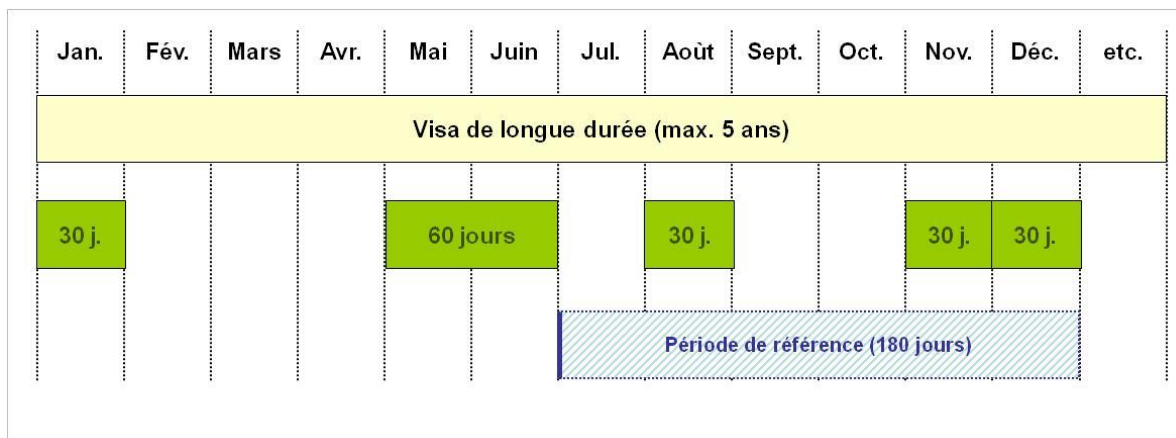 Jan. Fév. Mars Avr. Mai Juin Jul. Aoùt Sept. Oct. Nov. Déc. etc.
Visa de longue durée (max. 5 ans)
30 j. 60 jours 30 j. 30 j. 30 j.
Période de référence (180 jours)